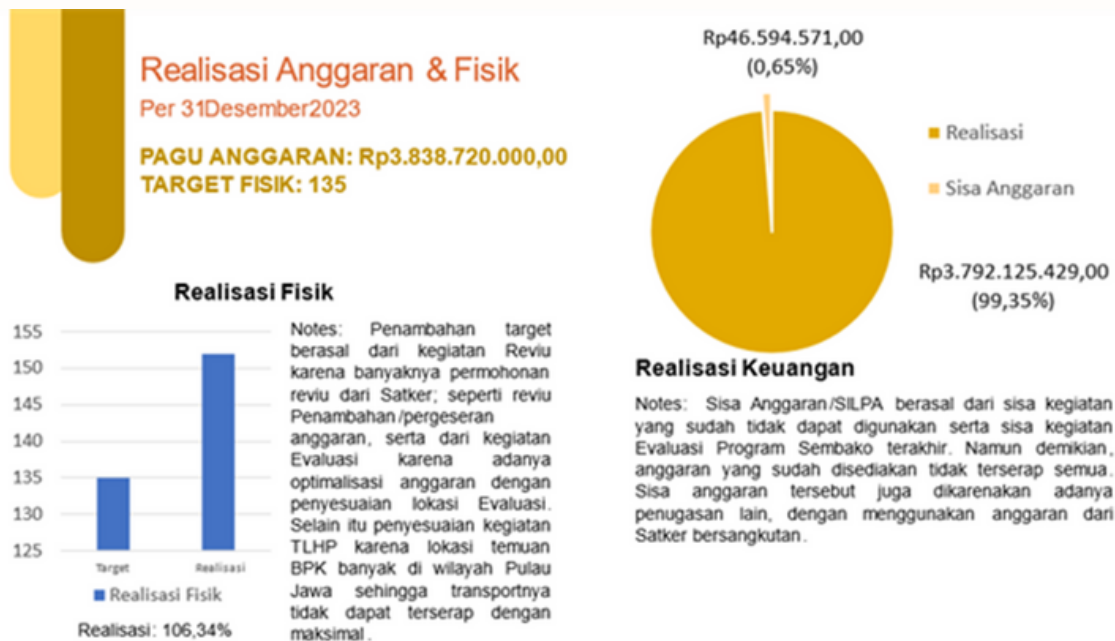 Realisasi Anggaran & Fisik
Per 31Desember2023
PAGU ANGGARAN: Rp3.838.720.000,00
TARGET FISIK: 135
Rp46.594.571,00
(0,65%)
Realisasi
Sisa Anggaran
Rp3.792.125.429,00
(99,35%)
Realisasi Fisik
155
150
145
140
135
130
125
Target
Realisasi
Realisasi Fisik
Realisasi: 106,34%
Notes: Penambahan target
berasal dari kegiatan Reviu
karena banyaknya permohonan
reviu dari Satker; seperti reviu
Penambahan/pergeseran
anggaran, serta dari kegiatan
Evaluasi karena adanya
optimalisasi anggaran dengan
penyesuaian lokasi Evaluasi.
Selain itu penyesuaian kegiatan
TLHP karena lokasi temuan
BPK banyak di wilayah Pulau
Jawa sehingga transportnya
tidak dapat terserap dengan
maksimal.
Realisasi Keuangan
Notes: Sisa Anggaran/SILPA berasal dari sisa kegiatan
yang sudah tidak dapat digunakan serta sisa kegiatan
Evaluasi Program Sembako terakhir. Namun demikian,
anggaran yang sudah disediakan tidak terserap semua.
Sisa anggaran tersebut juga dikarenakan adanya
penugasan lain, dengan menggunakan anggaran dari
Satker bersangkutan.